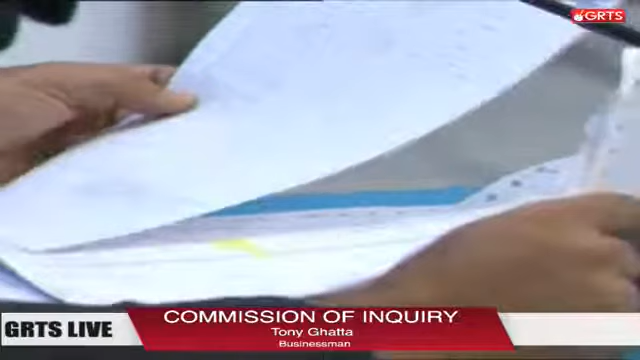 GRTS
COMMISSION OF INQUIRY
GRTS LIVE
Tony Ghatta
Businessman